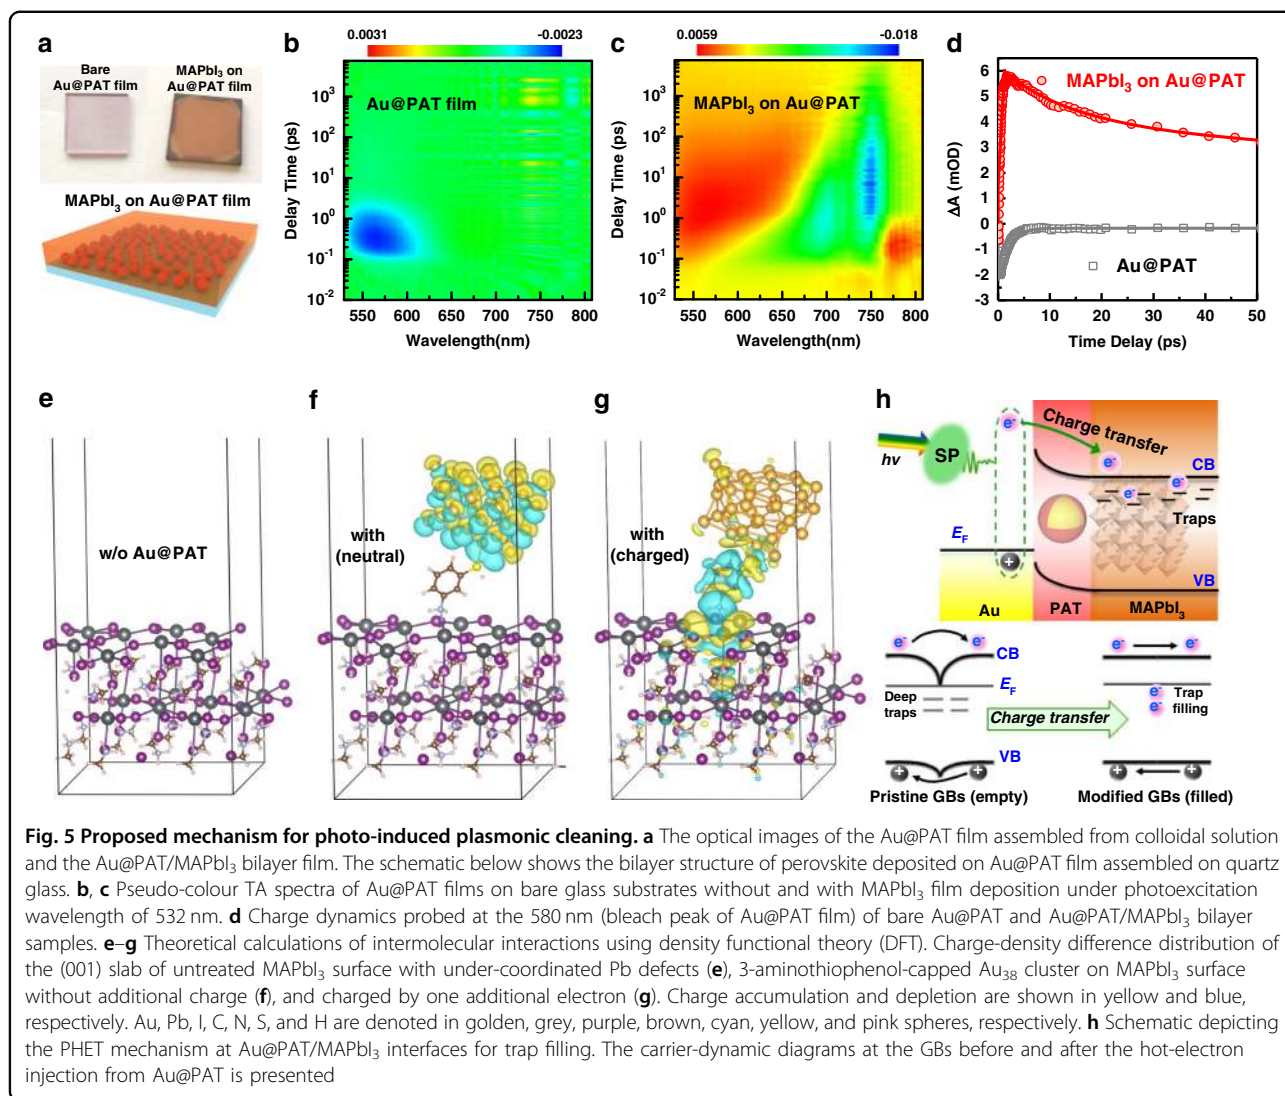 a
Bare
Au@PAT film
MAPbI₃ on
Au@PAT film
MAPbI₃ on Au@PAT film
b
0.0031
-0.0023
Au@PAT film
Delay Time (ps)
10³
10²
10¹
10⁰
10⁻¹
10⁻²
550 600 650 700 750 800
Wavelength(nm)
c
0.0059
-0.018
MAPbI₃ on Au@PAT
Delay Time (ps)
10³
10²
10¹
10⁰
10⁻¹
10⁻²
550 600 650 700 750 800
Wavelength(nm)
d
MAPbI₃ on Au@PAT
Au@PAT
ΔA (mOD)
6
5
4
3
2
1
0
-1
-2
-3
0 10 20 30 40 50
Time Delay (ps)
e
w/o Au@PAT
f
with
(neutral)
g
with
(charged)
h
hv
SP
e-
Charge transfer
e-
CB
e-
e-
Traps
E_F
+
VB
Au
PAT
MAPbI₃
e-
e-
CB
E_F
Deep
traps
VB
+
+
Pristine GBs (empty)
Charge transfer
e-
e-
e-
e-
Trap
filling
+
+
Modified GBs (filled)
Fig. 5 Proposed mechanism for photo-induced plasmonic cleaning. a The optical images of the Au@PAT film assembled from colloidal solution
and the Au@PAT/MAPbI₃ bilayer film. The schematic below shows the bilayer structure of perovskite deposited on Au@PAT film assembled on quartz
glass. b, c Pseudo-colour TA spectra of Au@PAT films on bare glass substrates without and with MAPbI₃ film deposition under photoexcitation
wavelength of 532 nm. d Charge dynamics probed at the 580 nm (bleach peak of Au@PAT film) of bare Au@PAT and Au@PAT/MAPbI₃ bilayer
samples. e–g Theoretical calculations of intermolecular interactions using density functional theory (DFT). Charge-density difference distribution of
the (001) slab of untreated MAPbI₃ surface with under-coordinated Pb defects (e), 3-aminothiophenol-capped Au₃₈ cluster on MAPbI₃ surface
without additional charge (f), and charged by one additional electron (g). Charge accumulation and depletion are shown in yellow and blue,
respectively. Au, Pb, I, C, N, S, and H are denoted in golden, grey, purple, brown, cyan, yellow, and pink spheres, respectively. h Schematic depicting
the PHET mechanism at Au@PAT/MAPbI₃ interfaces for trap filling. The carrier-dynamic diagrams at the GBs before and after the hot-electron
injection from Au@PAT is presented